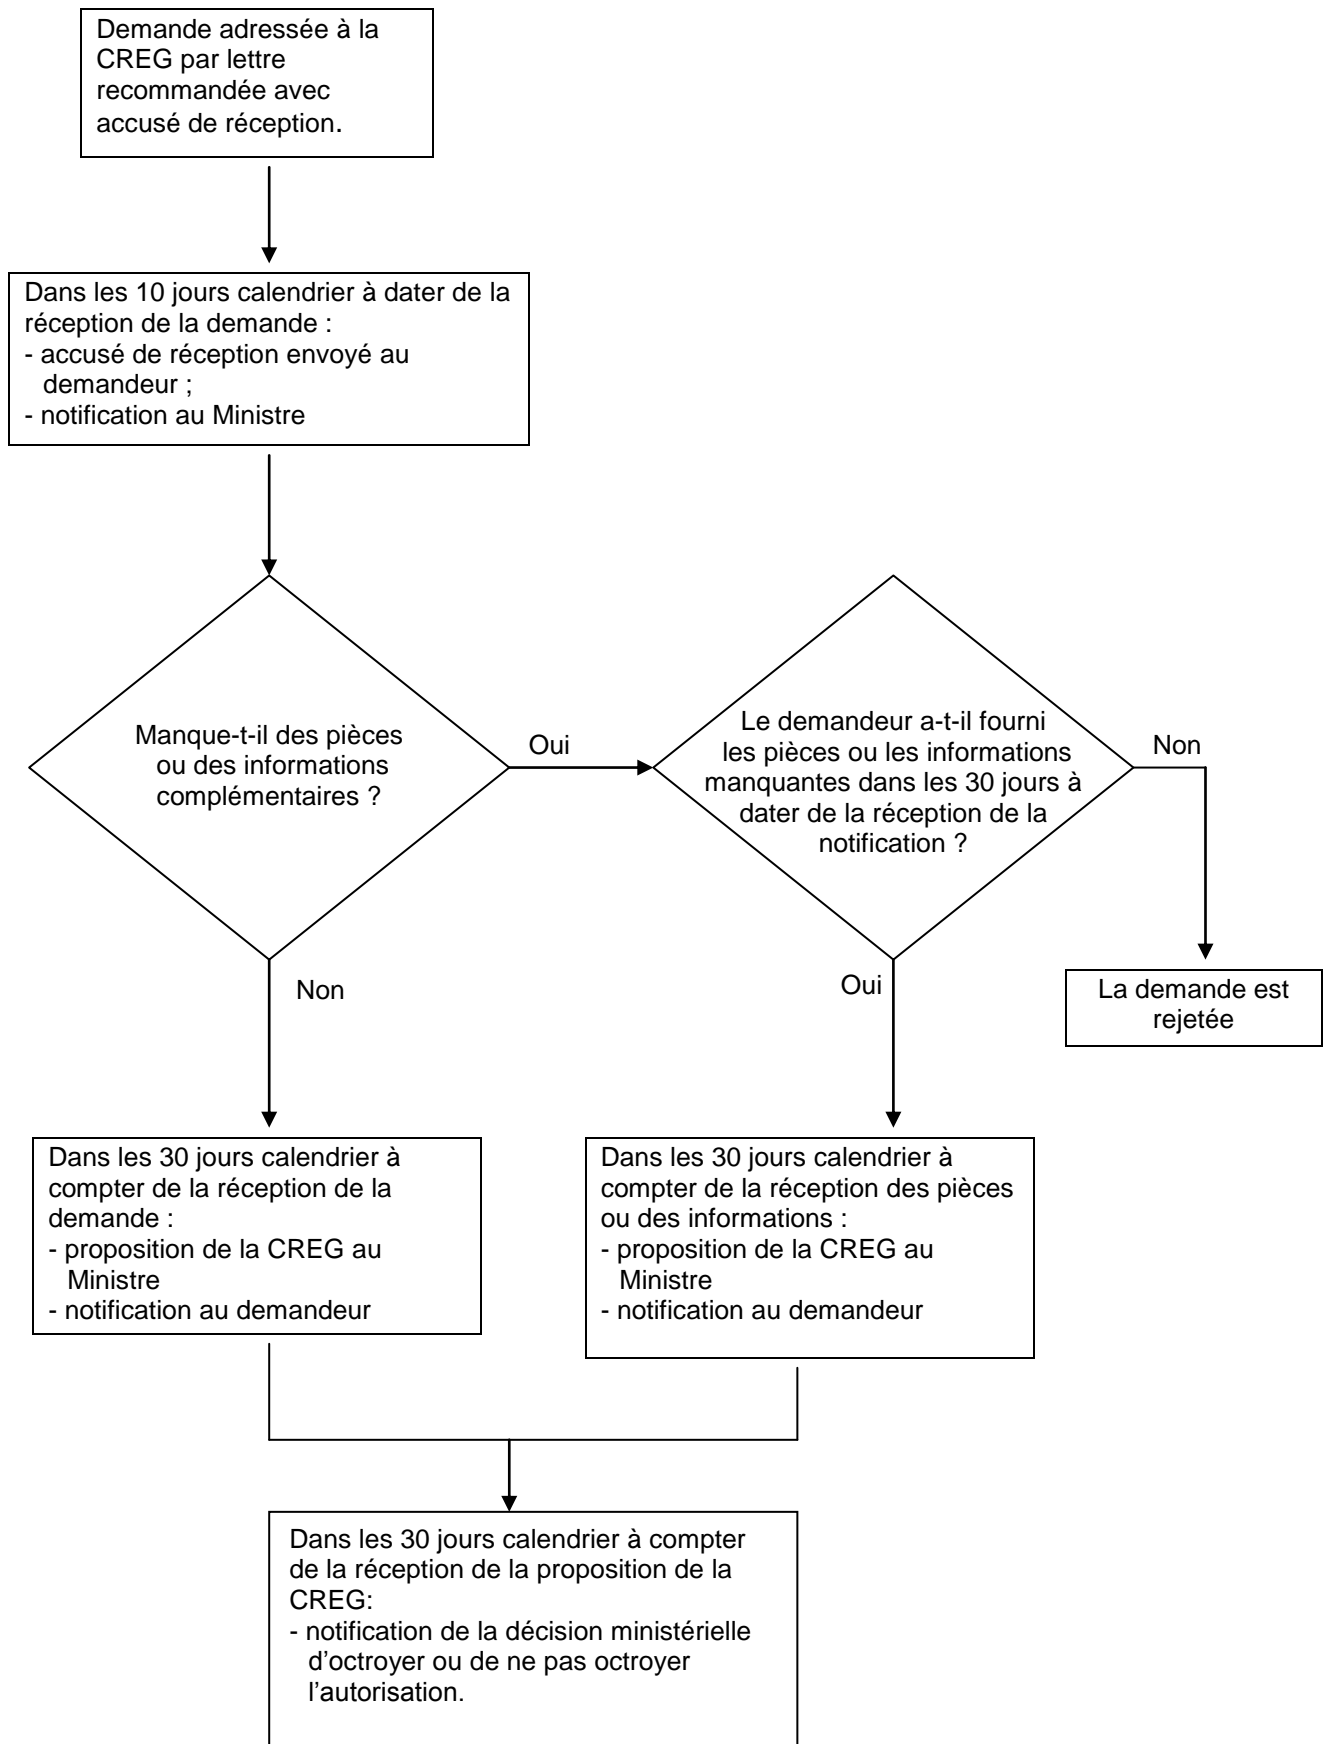 Demande adressée à la
CREG par lettre
recommandée avec
accusé de réception.
Dans les 10 jours calendrier à dater de la
réception de la demande :
- accusé de réception envoyé au
demandeur ;
- notification au Ministre
Manque-t-il des pièces
ou des informations
complémentaires ?
Oui
Le demandeur a-t-il fourni
les pièces ou les informations
manquantes dans les 30 jours à
dater de la réception de la
notification ?
Non
Non
Oui
La demande est
rejetée
Dans les 30 jours calendrier à
compter de la réception de la
demande :
- proposition de la CREG au
Ministre
- notification au demandeur
Dans les 30 jours calendrier à
compter de la réception des pièces
ou des informations :
- proposition de la CREG au
Ministre
- notification au demandeur
Dans les 30 jours calendrier à compter
de la réception de la proposition de la
CREG:
- notification de la décision ministérielle
d’octroyer ou de ne pas octroyer
l’autorisation.